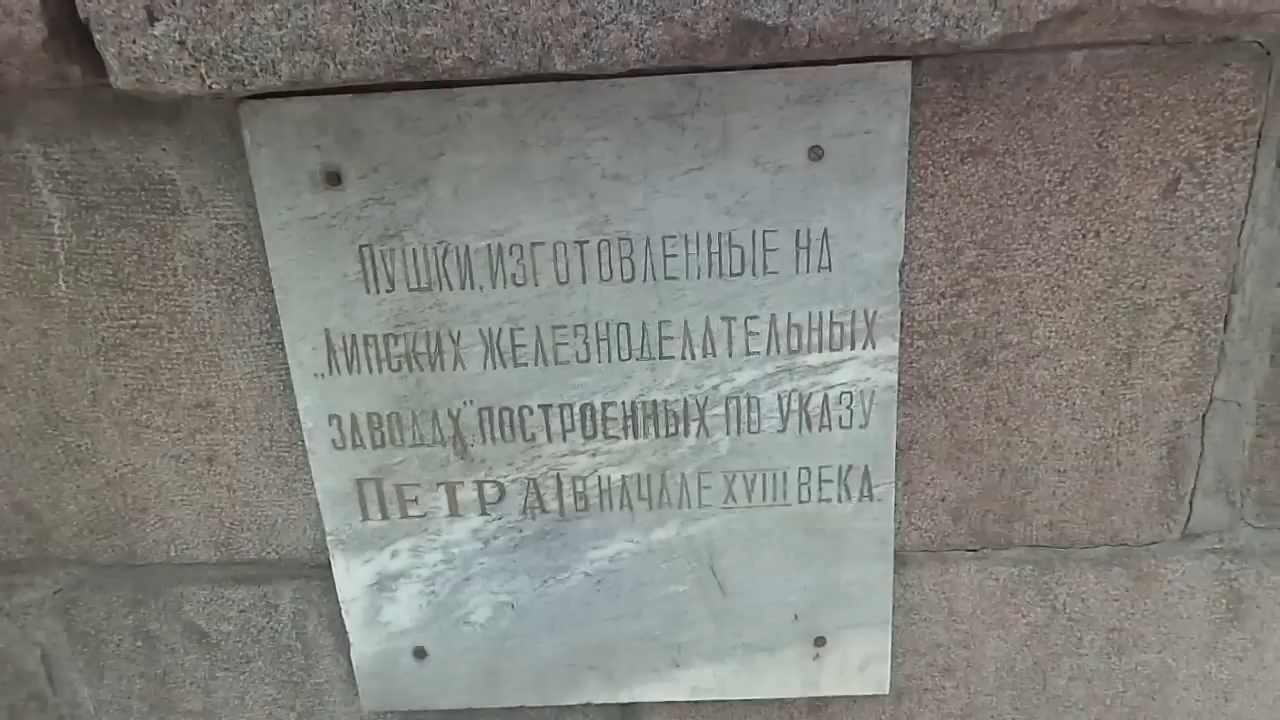 Пушки, изготовленные на
„Липских железноделательных
заводах", построенных по указу
Петра I в начале XVIII века.